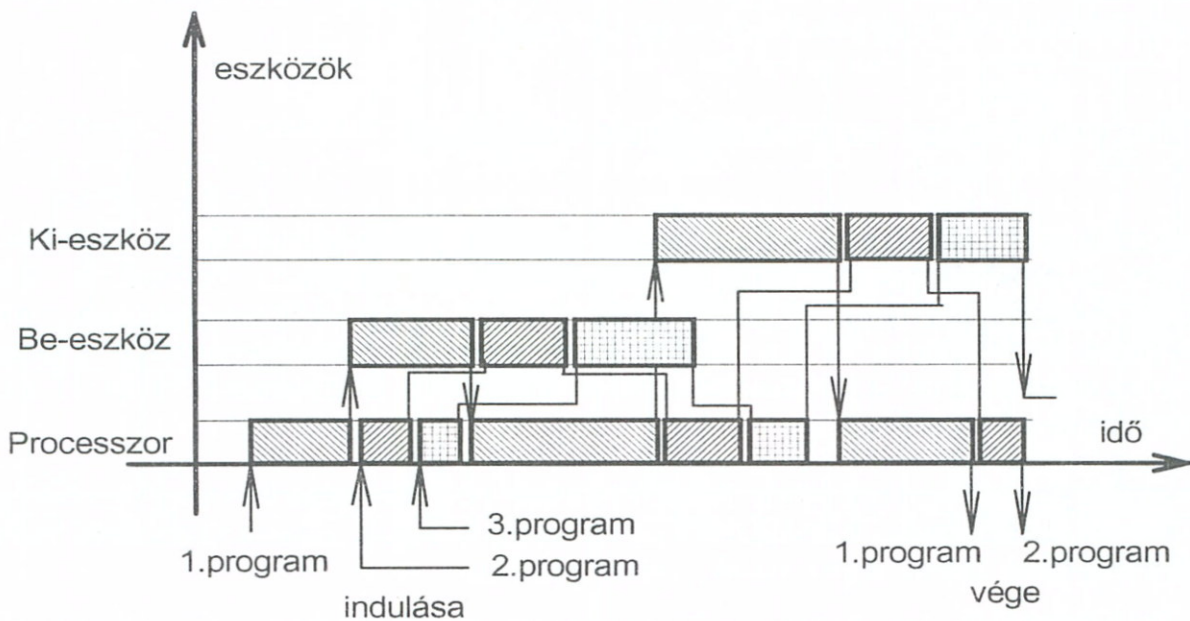 eszközök
Ki-eszköz
Be-eszköz
Processzor
idő
3.program
1.program
2.program
indulása
1.program
2.program
vége